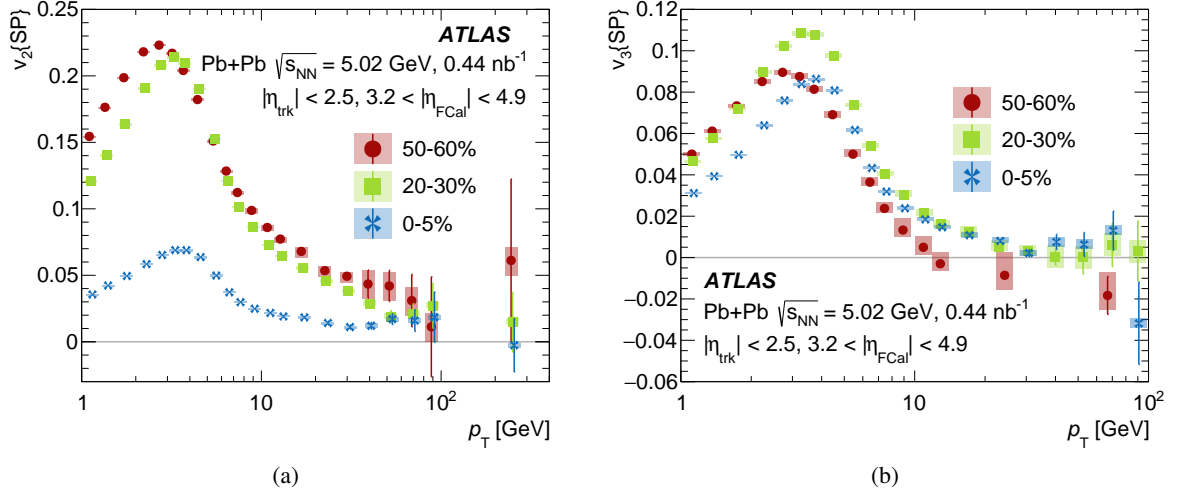 v₂{SP}
0.25
0.2
0.15
0.1
0.05
0
ATLAS
Pb+Pb √sNN = 5.02 GeV, 0.44 nb⁻¹
|ηtrk| < 2.5, 3.2 < |ηFCal| < 4.9
50-60%
20-30%
0-5%
1 10 10²
pT [GeV]
(a)
v₃{SP}
0.12
0.1
0.08
0.06
0.04
0.02
0
−0.02
−0.04
−0.06
50-60%
20-30%
0-5%
ATLAS
Pb+Pb √sNN = 5.02 GeV, 0.44 nb⁻¹
|ηtrk| < 2.5, 3.2 < |ηFCal| < 4.9
1 10 10²
pT [GeV]
(b)